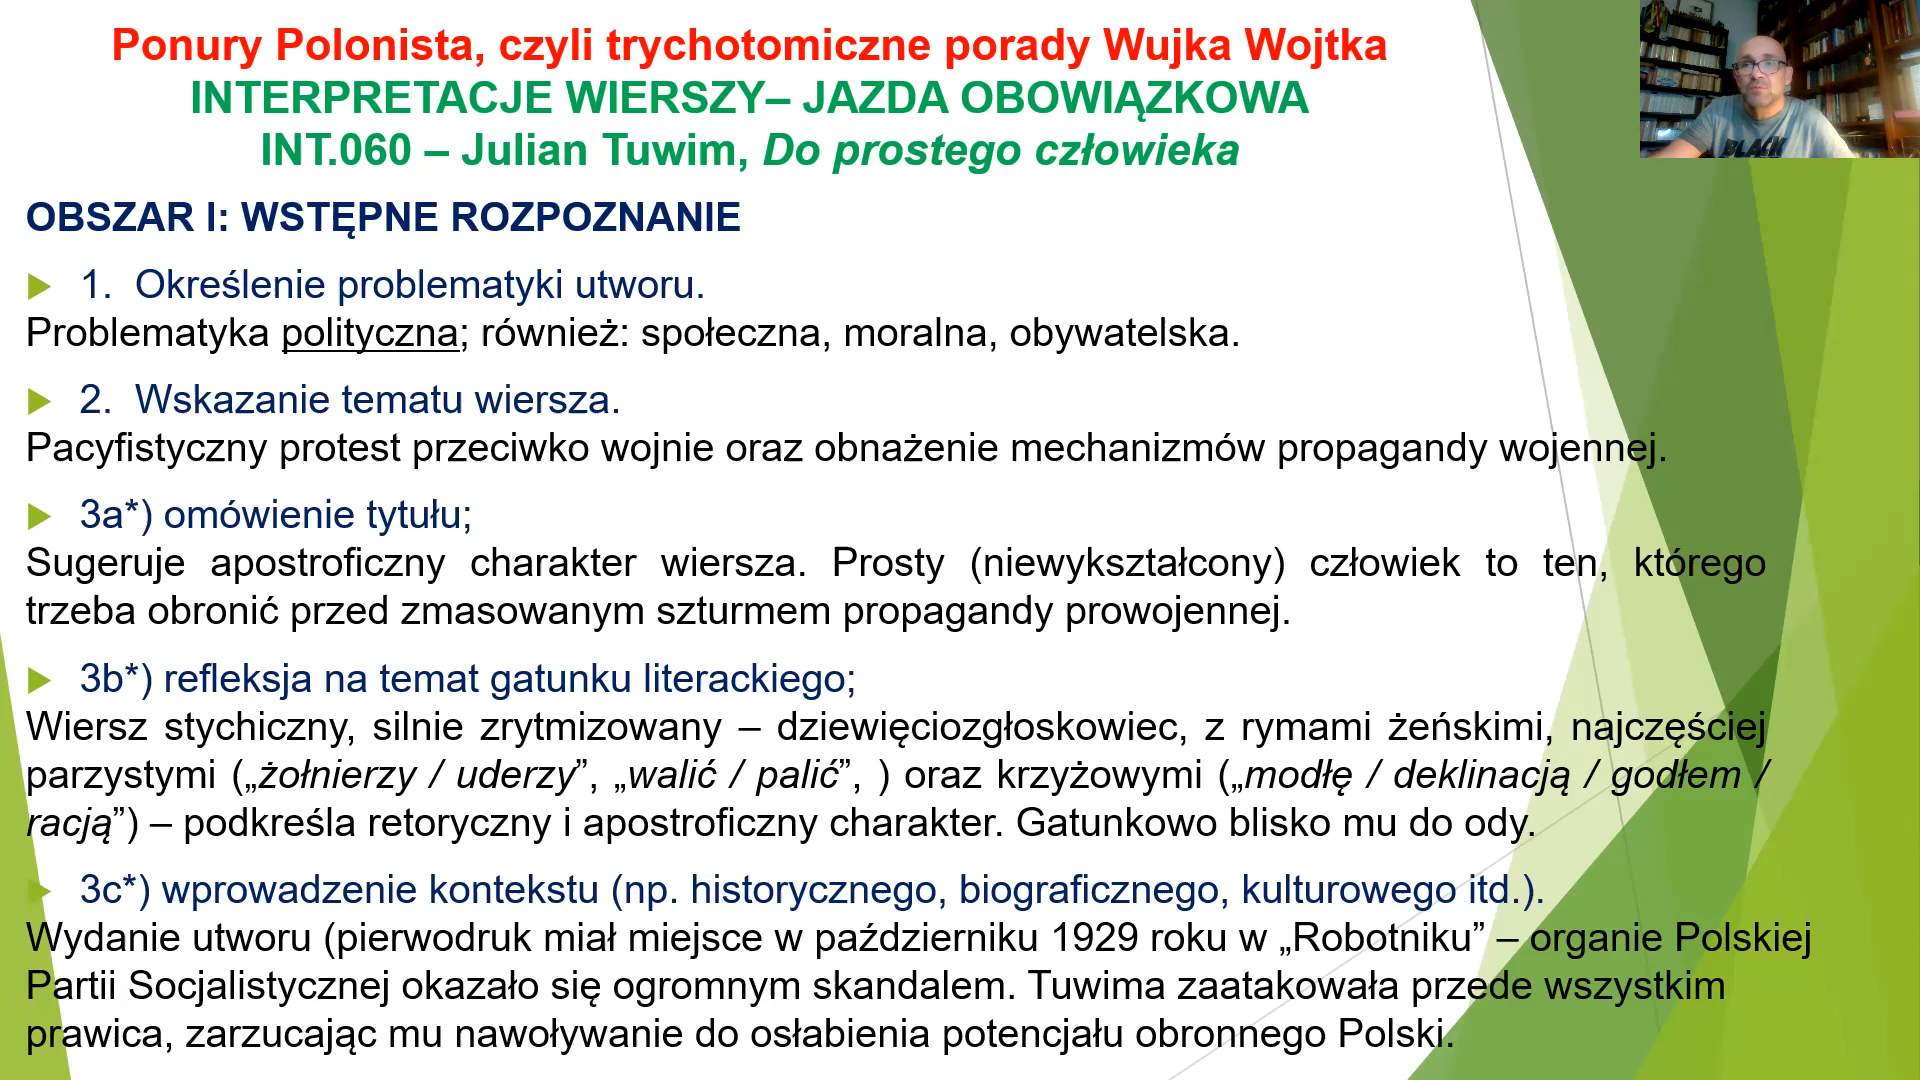 Ponury Polonista, czyli trychotomiczne porady Wujka Wojtka
INTERPRETACJE WIERSZY– JAZDA OBOWIĄZKOWA
INT.060 – Julian Tuwim, Do prostego człowieka
OBSZAR I: WSTĘPNE ROZPOZNANIE
1. Określenie problematyki utworu.
Problematyka polityczna; również: społeczna, moralna, obywatelska.
2. Wskazanie tematu wiersza.
Pacyfistyczny protest przeciwko wojnie oraz obnażenie mechanizmów propagandy wojennej.
3a*) omówienie tytułu;
Sugeruje apostroficzny charakter wiersza. Prosty (niewykształcony) człowiek to ten, którego
trzeba obronić przed zmasowanym szturmem propagandy prowojennej.
3b*) refleksja na temat gatunku literackiego;
Wiersz stychiczny, silnie zrytmizowany – dziewięciozgłoskowiec, z rymami żeńskimi, najczęściej
parzystymi („żołnierzy / uderzy”, „walić / palić”, ) oraz krzyżowymi („modłę / deklinacją / godłem /
racją”) – podkreśla retoryczny i apostroficzny charakter. Gatunkowo blisko mu do ody.
3c*) wprowadzenie kontekstu (np. historycznego, biograficznego, kulturowego itd.).
Wydanie utworu (pierwodruk miał miejsce w październiku 1929 roku w „Robotniku” – organie Polskiej
Partii Socjalistycznej okazało się ogromnym skandalem. Tuwima zaatakowała przede wszystkim
prawica, zarzucając mu nawoływanie do osłabienia potencjału obronnego Polski.
BLACK